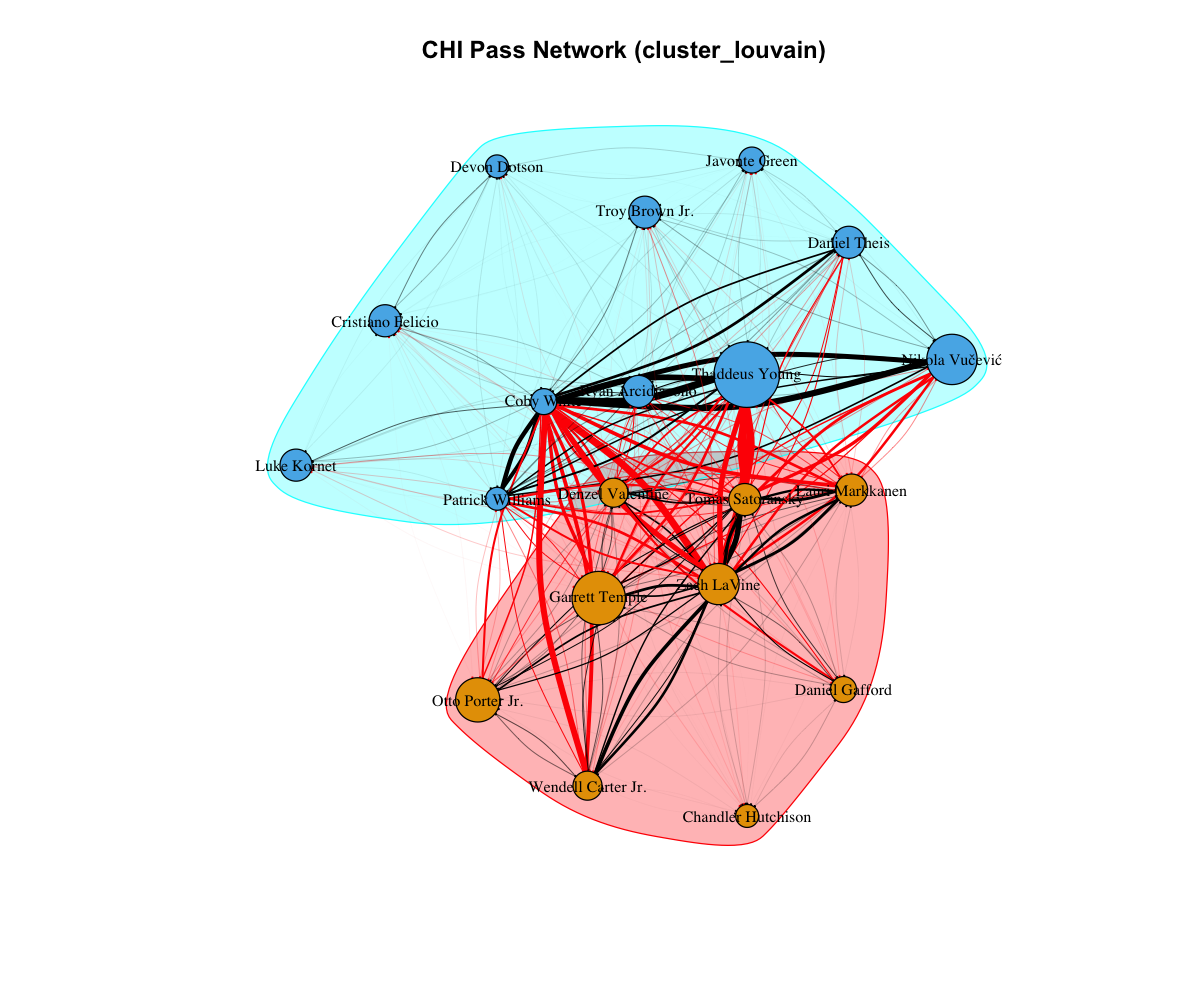 CHI Pass Network (cluster_louvain)
Devon Dotson
Javonte Green
Troy Brown Jr.
Daniel Theis
Cristiano Felicio
Nikola Vučević
Thaddeus Young
Ryan Arcidiacono
Coby White
Luke Kornet
Patrick Williams
Denzel Valentine
Tomas Satoransky
Lauri Markkanen
Zach LaVine
Garrett Temple
Otto Porter Jr.
Daniel Gafford
Wendell Carter Jr.
Chandler Hutchison